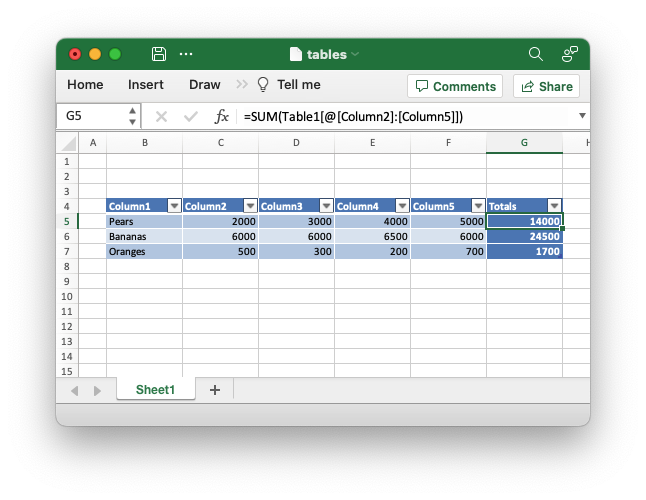 tables
Home Insert Draw Tell me Comments Share
G5 fx =SUM(Table1[@[Column2]:[Column5]])
A B C D E F G H
1
2
3
4 Column1 Column2 Column3 Column4 Column5 Totals
5 Pears 2000 3000 4000 5000 14000
6 Bananas 6000 6000 6500 6000 24500
7 Oranges 500 300 200 700 1700
8
9
10
11
12
13
14
15
Sheet1